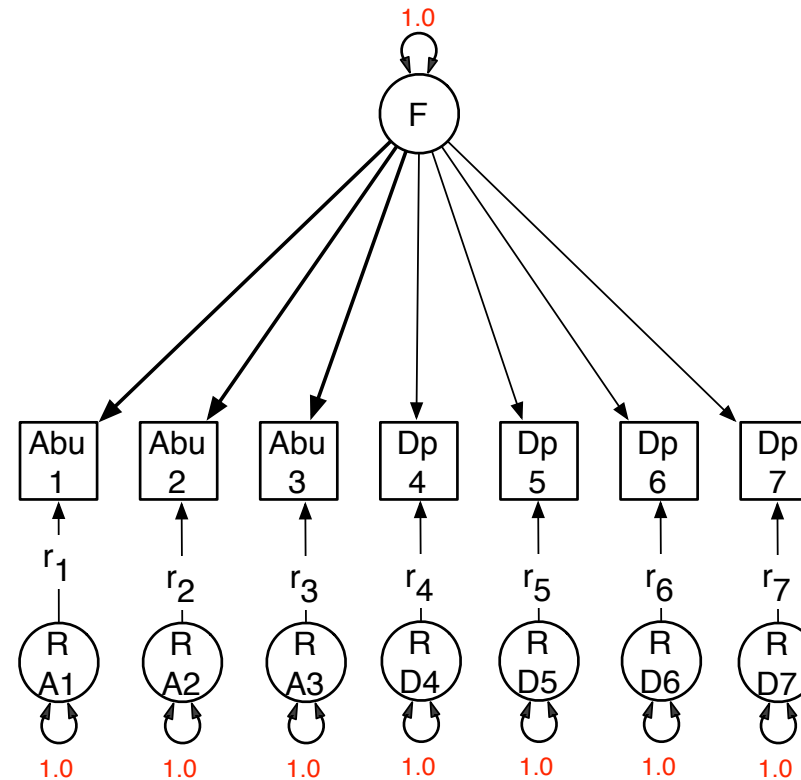 1.0
F
Abu Abu Abu Dp Dp Dp Dp
1 2 3 4 5 6 7
r1 r2 r3 r4 r5 r6 r7
R R R R R R R
A1 A2 A3 D4 D5 D6 D7
1.0 1.0 1.0 1.0 1.0 1.0 1.0